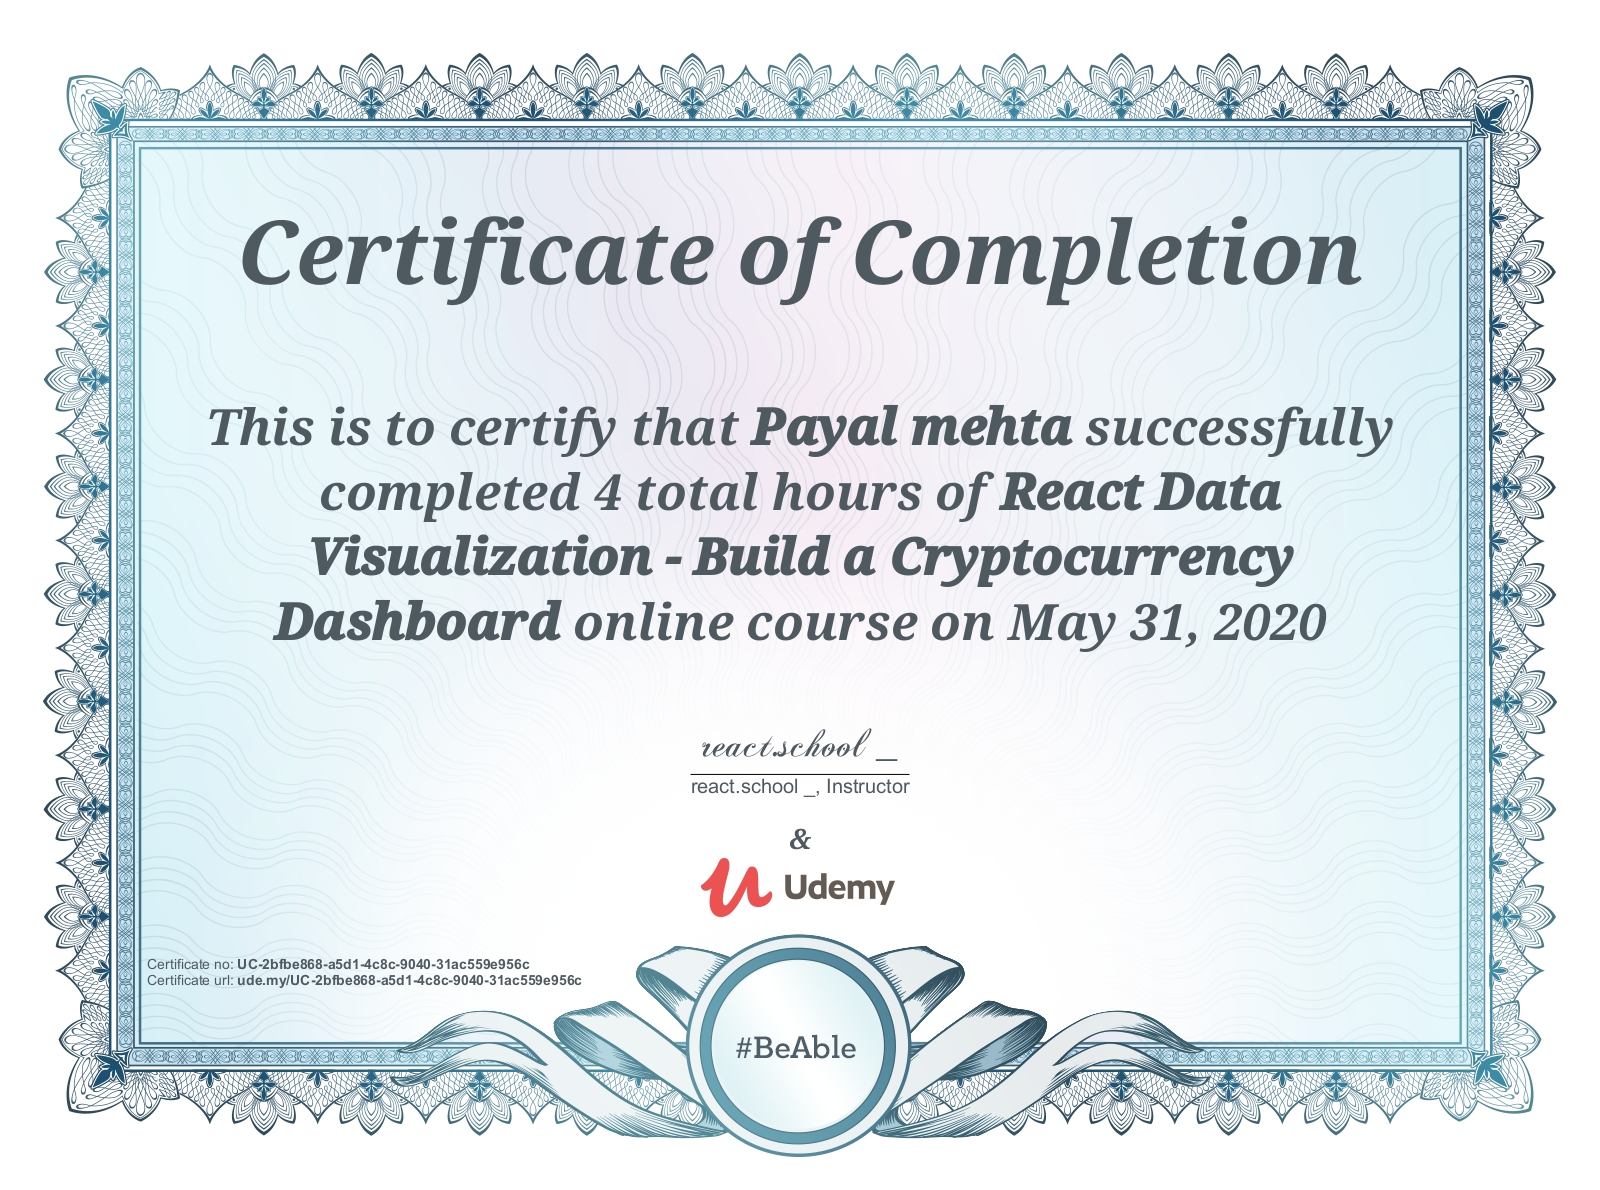 Certificate of Completion
This is to certify that Payal mehta successfully
completed 4 total hours of React Data
Visualization - Build a Cryptocurrency
Dashboard online course on May 31, 2020
react.school _
react.school _, Instructor
&
Udemy
Certificate no: UC-2bfbe868-a5d1-4c8c-9040-31ac559e956c
Certificate url: ude.my/UC-2bfbe868-a5d1-4c8c-9040-31ac559e956c
#BeAble